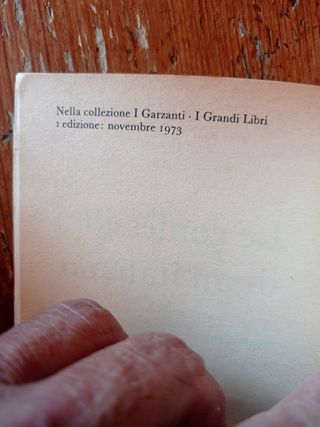 Nella collezione I Garzanti · I Grandi Libri
1 edizione: novembre 1973